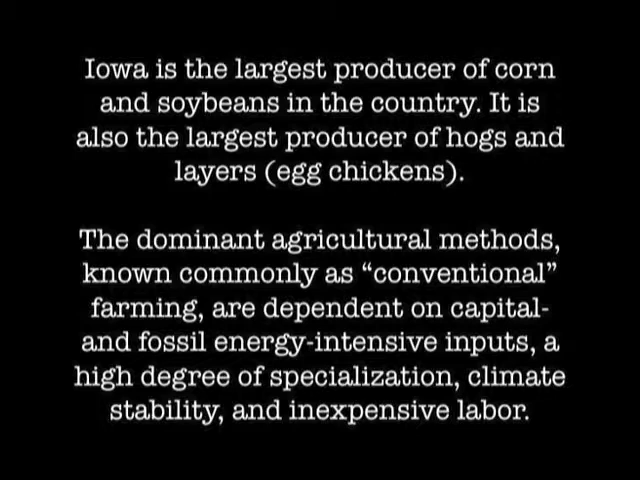 Iowa is the largest producer of corn
and soybeans in the country. It is
also the largest producer of hogs and
layers (egg chickens).
The dominant agricultural methods,
known commonly as “conventional”
farming, are dependent on capital-
and fossil energy-intensive inputs, a
high degree of specialization, climate
stability, and inexpensive labor.